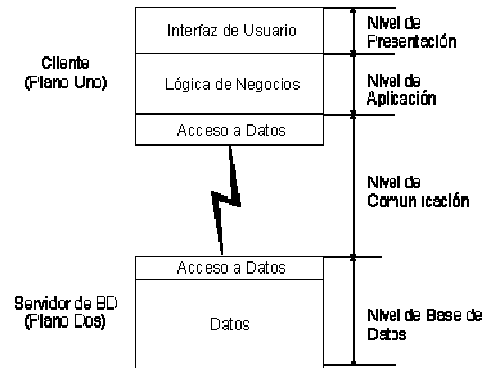 Cliente
(Plano Uno)
Interfaz de Usuario
Lógica de Negocios
Acceso a Datos
Nivel de
Presentación
Nivel de
Aplicación
Nivel de
Comunicación
Servidor de BD
(Plano Dos)
Acceso a Datos
Datos
Nivel de Base de
Datos